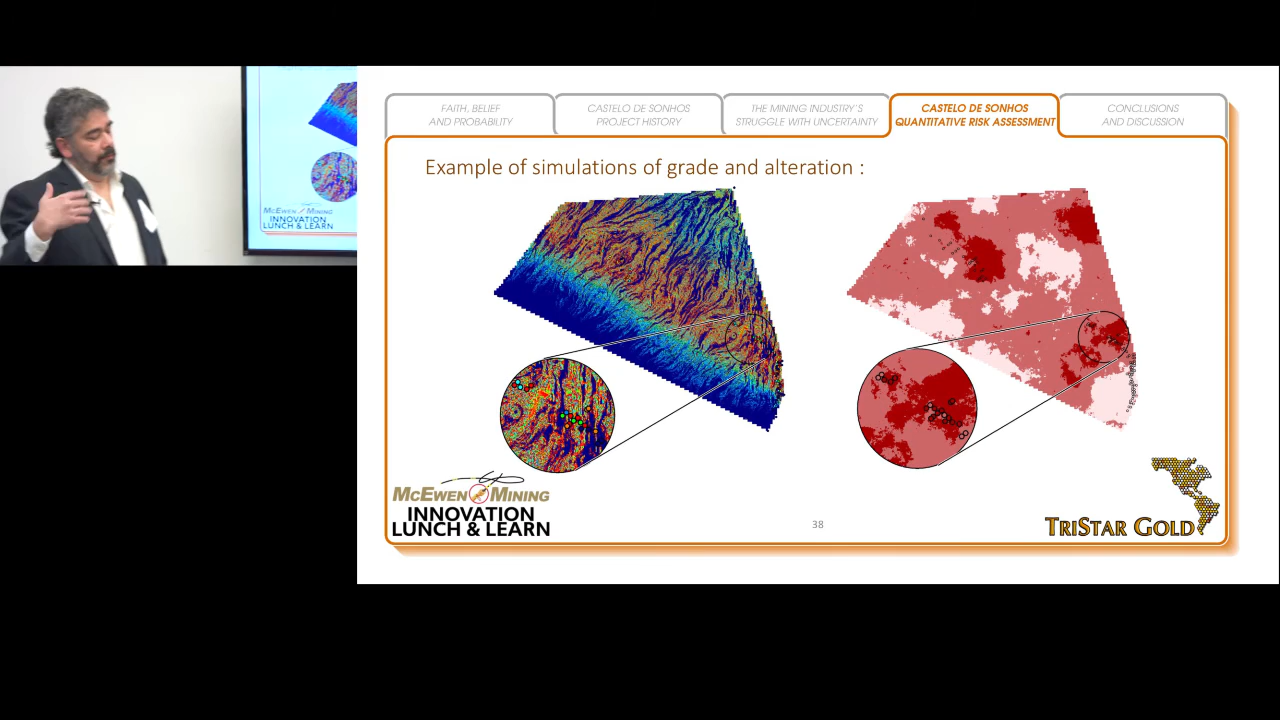 FAITH, BELIEF
AND PROBABILITY
CASTELO DE SONHOS
PROJECT HISTORY
THE MINING INDUSTRY'S
STRUGGLE WITH UNCERTAINTY
CASTELO DE SONHOS
QUANTITATIVE RISK ASSESSMENT
CONCLUSIONS
AND DISCUSSION
Example of simulations of grade and alteration :
MCEWEN MINING
INNOVATION
LUNCH & LEARN
MCEWEN MINING
INNOVATION
LUNCH & LEARN
38
TRISTAR GOLD